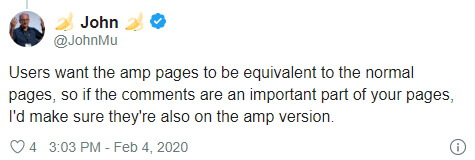 🍌 John 🍌
@JohnMu
Users want the amp pages to be equivalent to the normal
pages, so if the comments are an important part of your pages,
I'd make sure they're also on the amp version.
4 3:03 PM - Feb 4, 2020